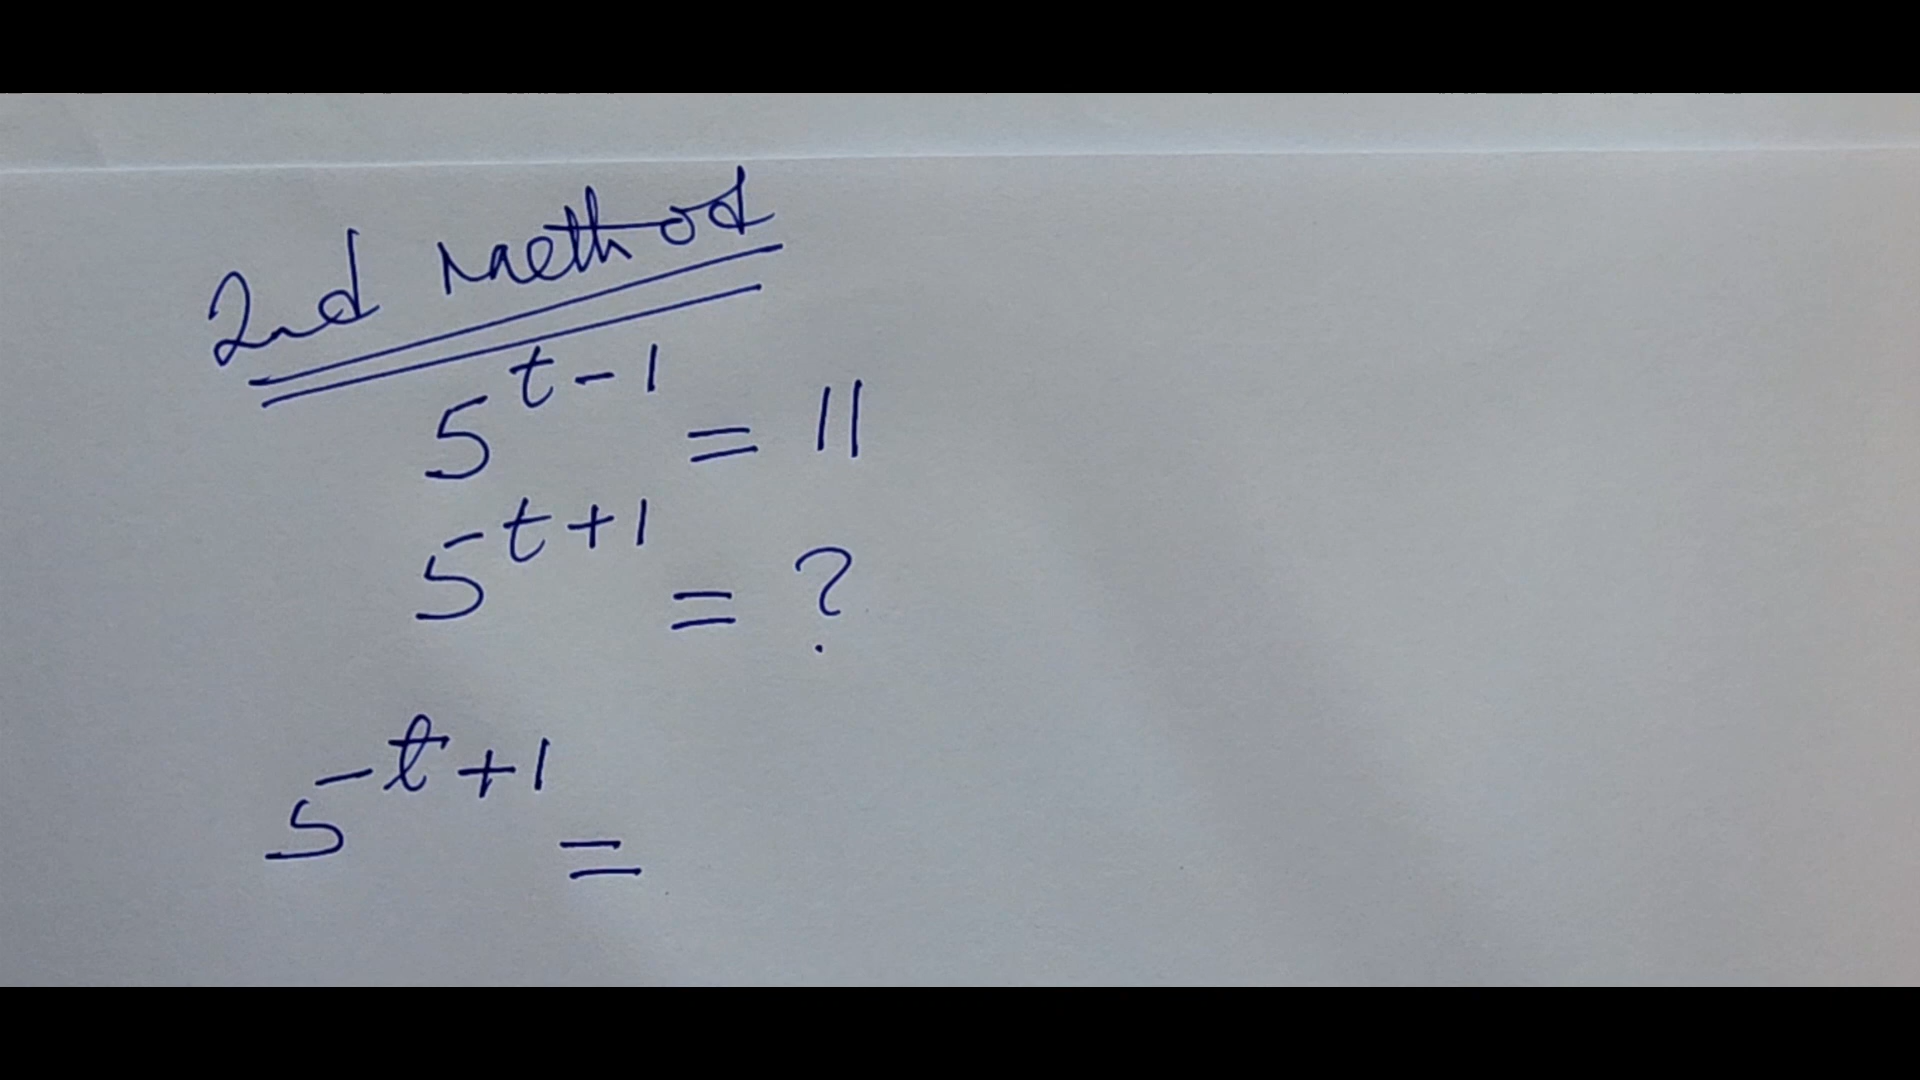 2nd Method
5^{t-1} = 11
5^{t+1} = ?
5^{-t+1} =